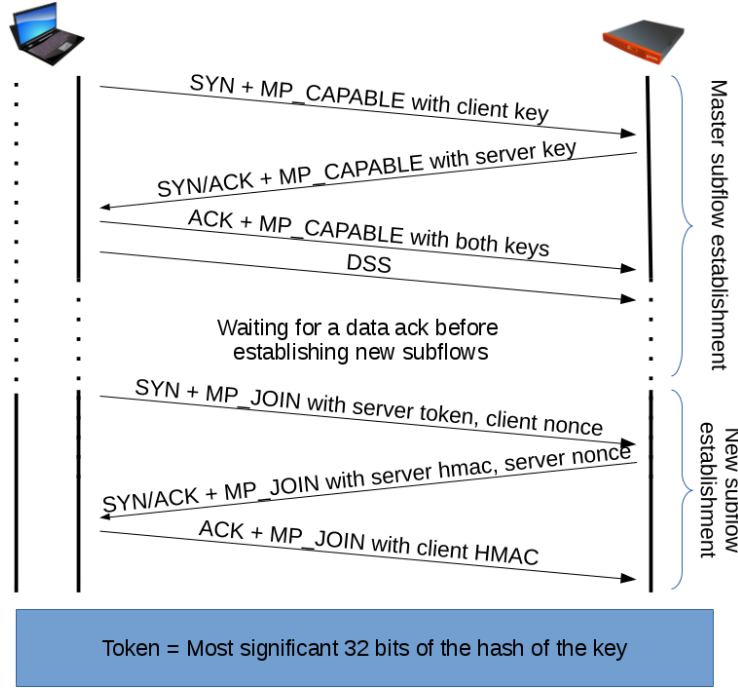 SYN + MP_CAPABLE with client key
SYN/ACK + MP_CAPABLE with server key
ACK + MP_CAPABLE with both keys
DSS
Master subflow establishment
Waiting for a data ack before
establishing new subflows
SYN + MP_JOIN with server token, client nonce
SYN/ACK + MP_JOIN with server hmac, server nonce
ACK + MP_JOIN with client HMAC
New subflow
establishment
Token = Most significant 32 bits of the hash of the key